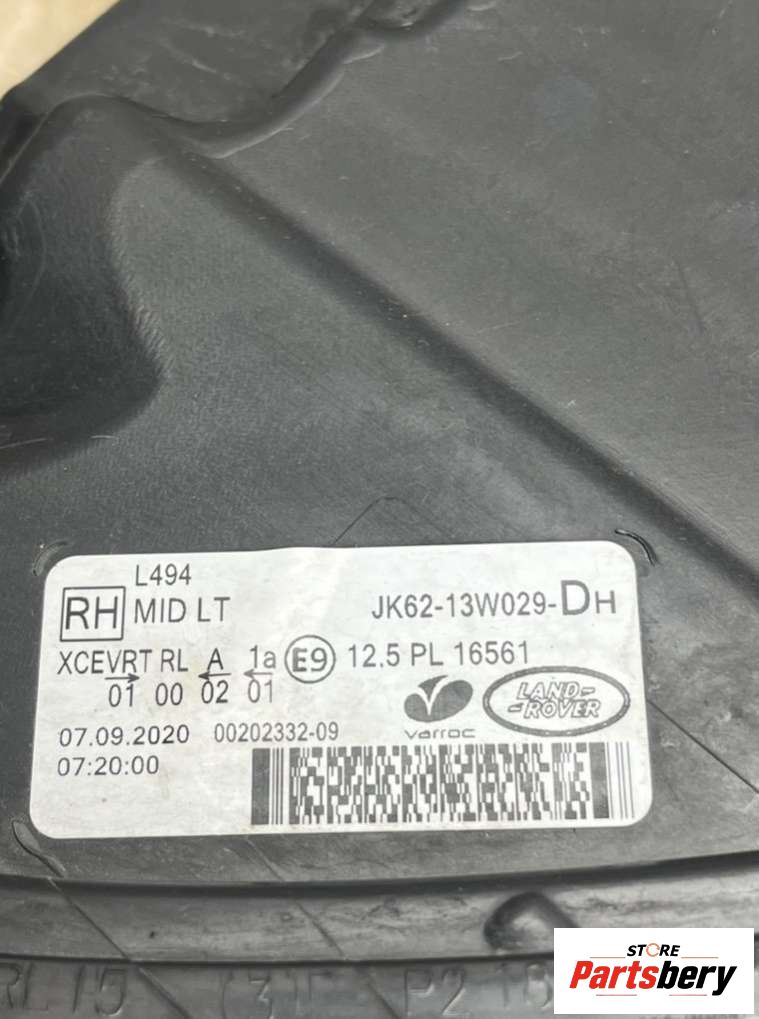 L494
RH MID LT JK62-13W029-DH
XCEVRT RL A 1a E9 12.5 PL 16561
01 00 02 01
varroc LAND-
-ROVER
07.09.2020 00202332-09
07:20:00
STORE
Partsbery